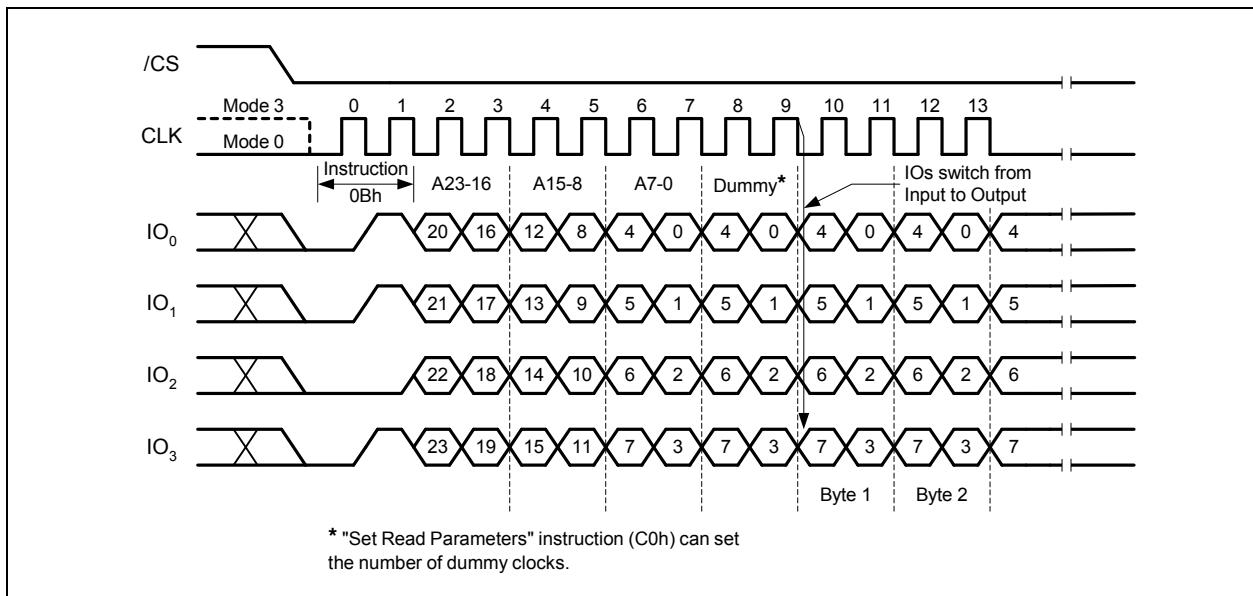 /CS
Mode 3 0 1 2 3 4 5 6 7 8 9 10 11 12 13
CLK
Mode 0
Instruction
0Bh
A23-16 A15-8 A7-0 Dummy*
IOs switch from
Input to Output
IO0 20 16 12 8 4 0 4 0 4 0 4 0 4
IO1 21 17 13 9 5 1 5 1 5 1 5 1 5
IO2 22 18 14 10 6 2 6 2 6 2 6 2 6
IO3 23 19 15 11 7 3 7 3 7 3 7 3 7
Byte 1 Byte 2
* "Set Read Parameters" instruction (C0h) can set
the number of dummy clocks.